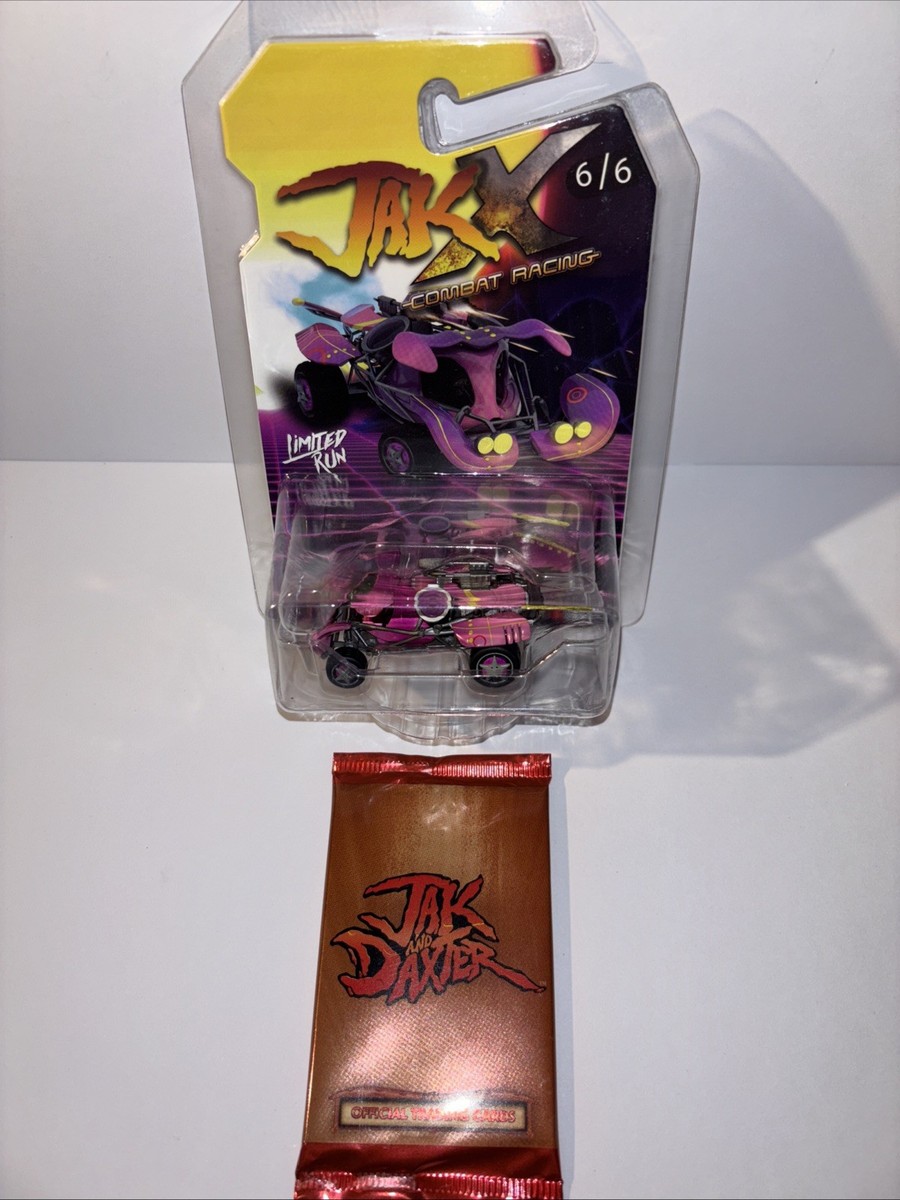 JAK X
6/6
COMBAT RACING
LIMITED
RUN
JAK
AND
DAXTER
OFFICIAL TRADING CARDS